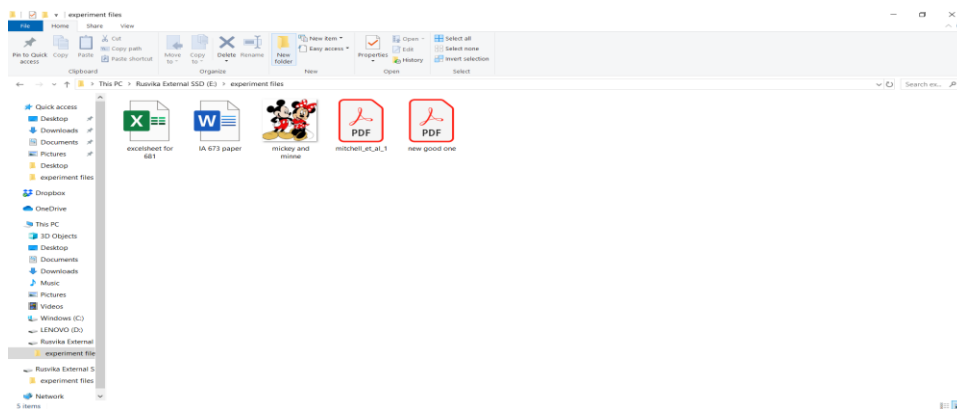 experiment files
File Home Share View
Pin to Quick access
Copy
Paste
Cut
Copy path
Paste shortcut
Clipboard
Move to
Copy to
Delete
Rename
Organize
New folder
New item
Easy access
New
Properties
Open
Edit
History
Open
Select all
Select none
Invert selection
Select
This PC > Rusvika External SSD (E:) > experiment files
Search ex...
Quick access
Desktop
Downloads
Documents
Pictures
Desktop
experiment files
Dropbox
OneDrive
This PC
3D Objects
Desktop
Documents
Downloads
Music
Pictures
Videos
Windows (C:)
LENOVO (D:)
Rusvika External
experiment file
Rusvika External S
experiment files
Network
X
excelsheet for
681
W
IA 673 paper
mickey and
minne
PDF
mitchell_et_al_1
PDF
new good one
5 items